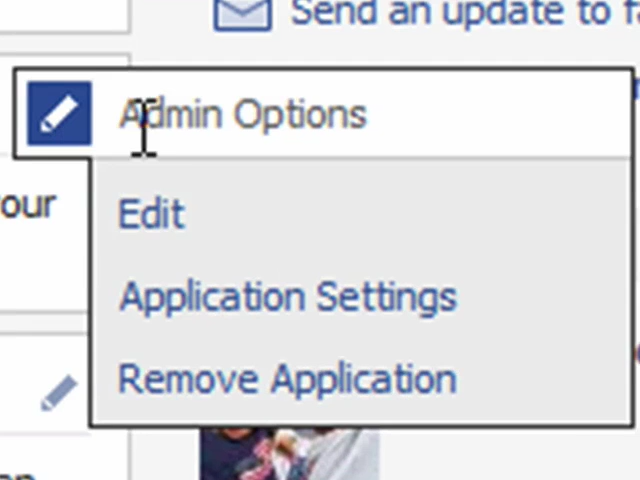 Send an update to
Admin Options
our
Edit
Application Settings
Remove Application